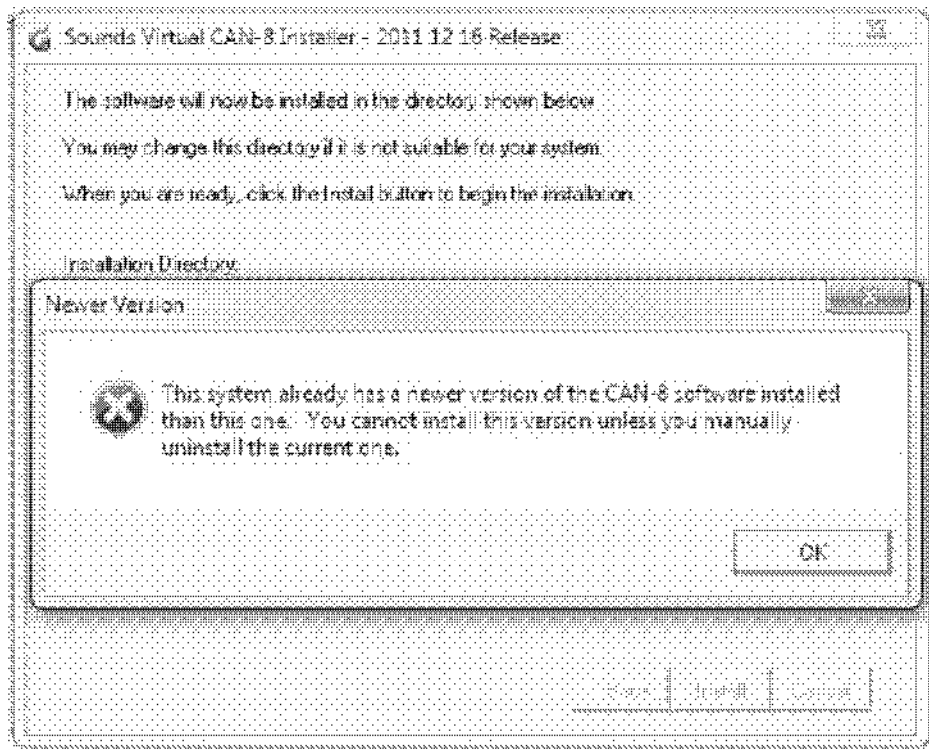 Sounds Virtual CAN-8 Installer - 2011.12.16 Release
The software will now be installed in the directory shown below
You may change this directory if it is not suitable for your system.
When you are ready, click the Install button to begin the installation.
Installation Directory:
Newer Version
This system already has a newer version of the CAN-8 software installed
than this one. You cannot install this version unless you manually
uninstall the current one.
OK
Install Cancel